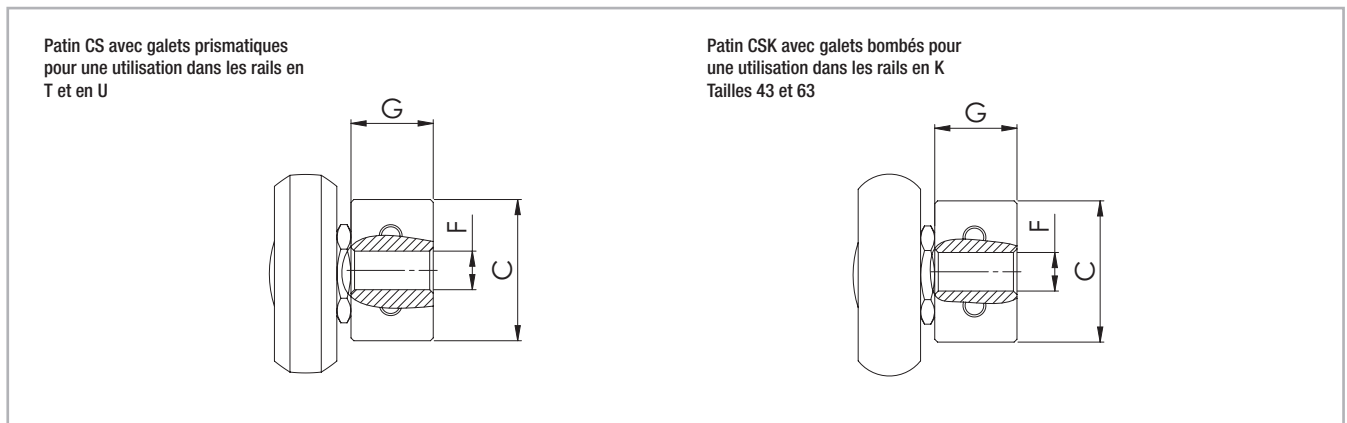 Patin CS avec galets prismatiques
pour une utilisation dans les rails en
T et en U
G
F
C
Patin CSK avec galets bombés pour
une utilisation dans les rails en K
Tailles 43 et 63
G
F
C